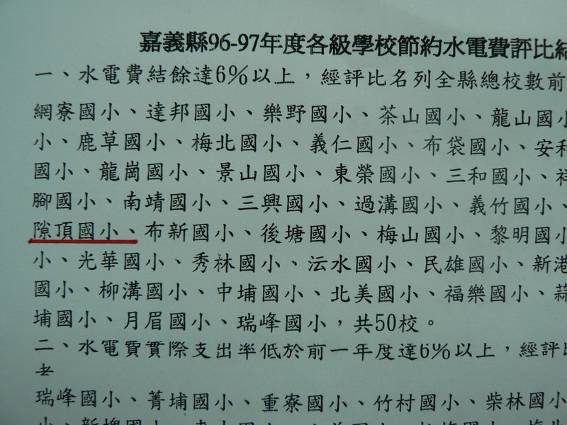 嘉義縣96-97年度各級學校節約水電費評比結
一、水電費結餘達6%以上，經評比名列全縣總校數前
網寮國小、達邦國小、樂野國小、茶山國小、龍山國小
小、鹿草國小、梅北國小、義仁國小、布袋國小、安和
國小、龍崗國小、景山國小、東榮國小、三和國小、
腳國小、南靖國小、三興國小、過溝國小、義竹國小、
隙頂國小、布新國小、後塘國小、梅山國小、黎明國小
小、光華國小、秀林國小、沄水國小、民雄國小、新港
國小、柳溝國小、中埔國小、北美國小、福樂國小、蒜
埔國小、月眉國小、瑞峰國小，共50校。
二、水電費實際支出率低於前一年度達6%以上，經評比
者
瑞峰國小、菁埔國小、重寮國小、竹村國小、柴林國小